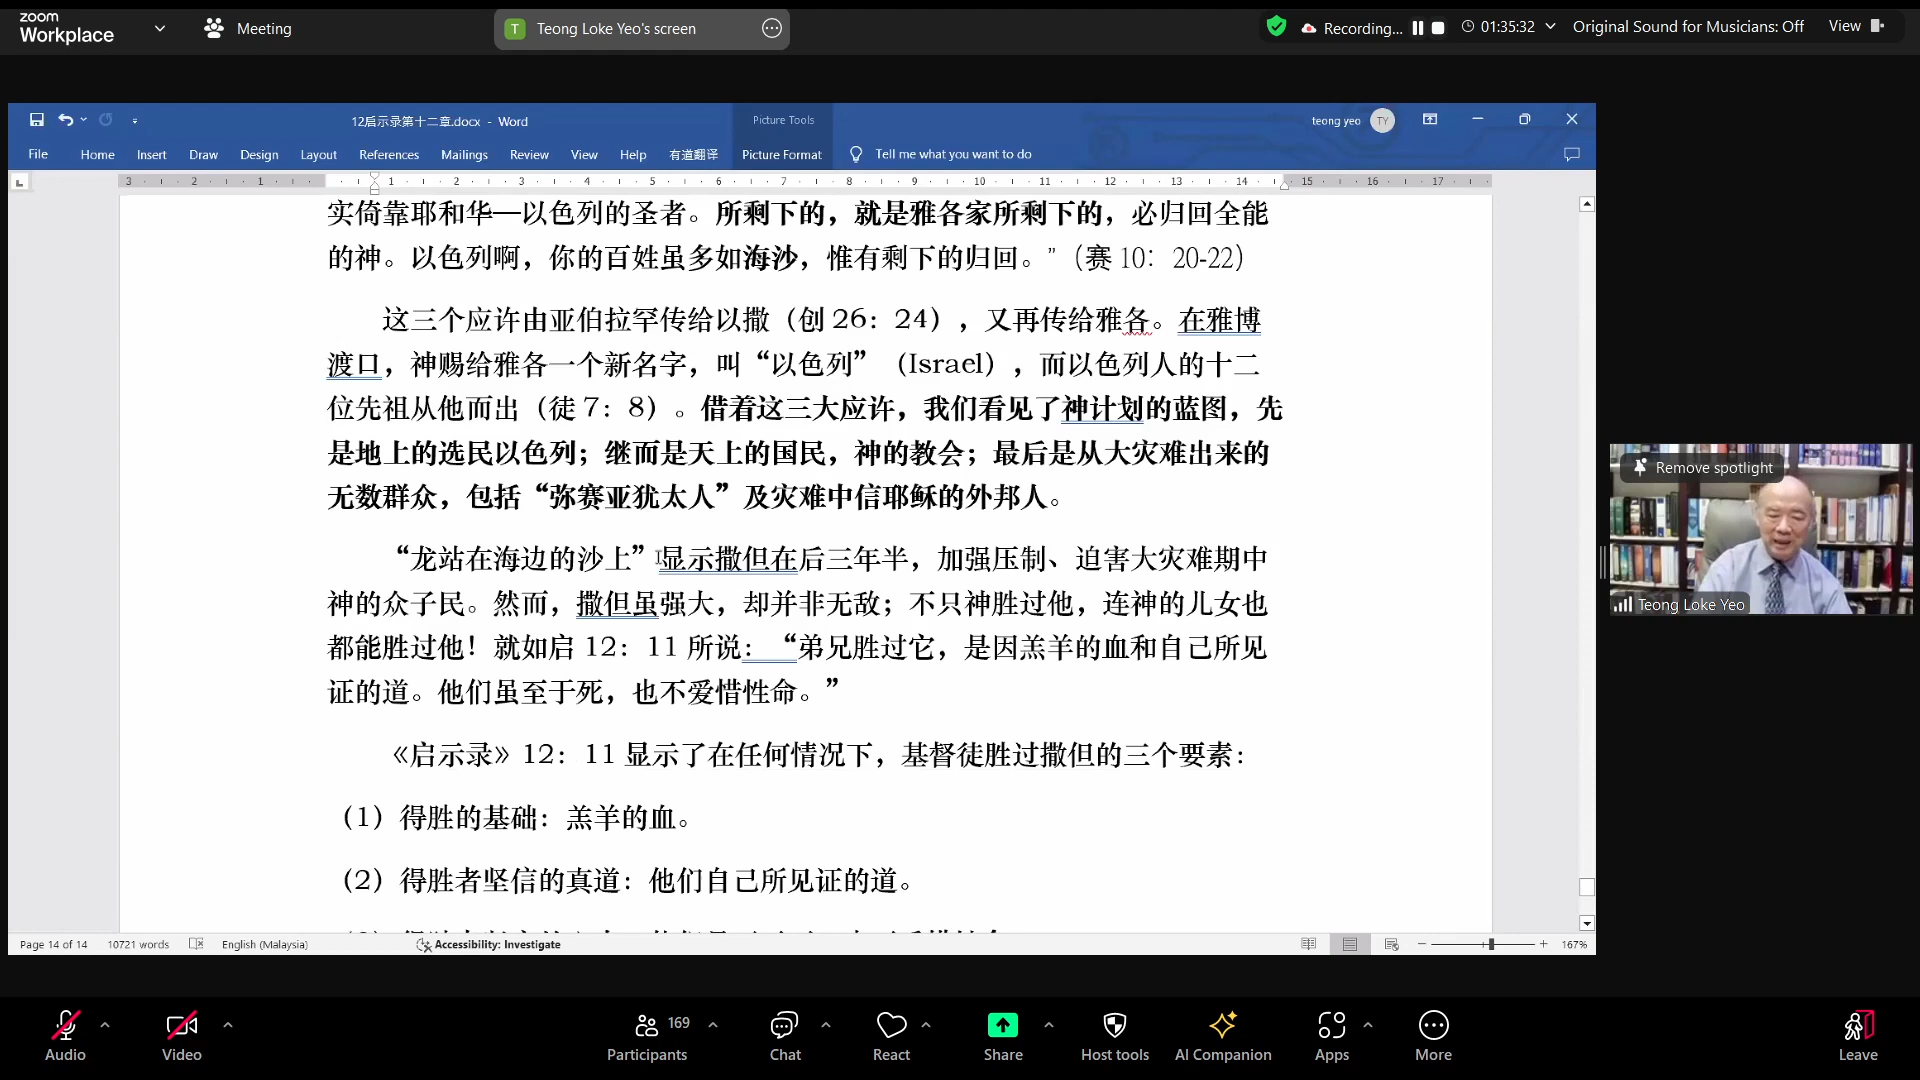 zoom
Workplace
Meeting
T Teong Loke Yeo's screen
Recording...
01:35:32
Original Sound for Musicians: Off
View
12启示录第十二章.docx - Word
Picture Tools
teong yeo
TY
File Home Insert Draw Design Layout References Mailings Review View Help 有道翻译 Picture Format Tell me what you want to do
3 2 1 1 2 3 4 5 6 7 8 9 10 11 12 13 14 15 16 17
实倚靠耶和华—以色列的圣者。所剩下的，就是雅各家所剩下的，必归回全能
的神。以色列啊，你的百姓虽多如海沙，惟有剩下的归回。”（赛 10：20-22）
这三个应许由亚伯拉罕传给以撒（创 26：24），又再传给雅各。在雅博
渡口，神赐给雅各一个新名字，叫“以色列”（Israel），而以色列人的十二
位先祖从他而出（徒 7：8）。借着这三大应许，我们看见了神计划的蓝图，先
是地上的选民以色列；继而是天上的国民，神的教会；最后是从大灾难出来的
无数群众，包括“弥赛亚犹太人”及灾难中信耶稣的外邦人。
“龙站在海边的沙上”显示撒但在后三年半，加强压制、迫害大灾难期中
神的众子民。然而，撒但虽强大，却并非无敌；不只神胜过他，连神的儿女也
都能胜过他！就如启 12：11 所说：“弟兄胜过它，是因羔羊的血和自己所见
证的道。他们虽至于死，也不爱惜性命。”
《启示录》12：11 显示了在任何情况下，基督徒胜过撒但的三个要素：
（1）得胜的基础：羔羊的血。
（2）得胜者坚信的真道：他们自己所见证的道。
Remove spotlight
Teong Loke Yeo
Page 14 of 14
10721 words
English (Malaysia)
Accessibility: Investigate
167%
Audio
Video
Participants
169
Chat
React
Share
Host tools
AI Companion
Apps
More
Leave